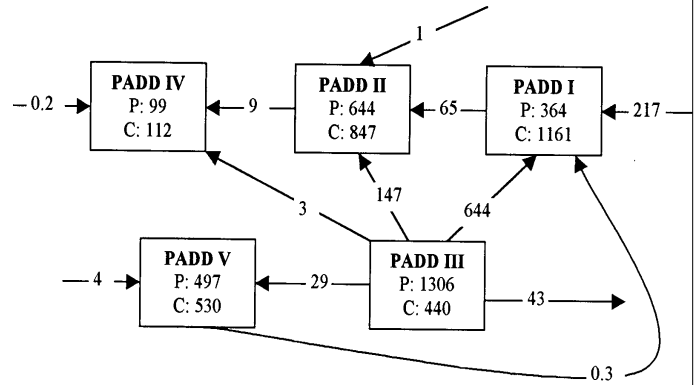 1
PADD IV
P: 99
C: 112
PADD II
P: 644
C: 847
PADD I
P: 364
C: 1161
0.2
9
65
217
3
147
644
PADD V
P: 497
C: 530
PADD III
P: 1306
C: 440
4
29
43
0.3